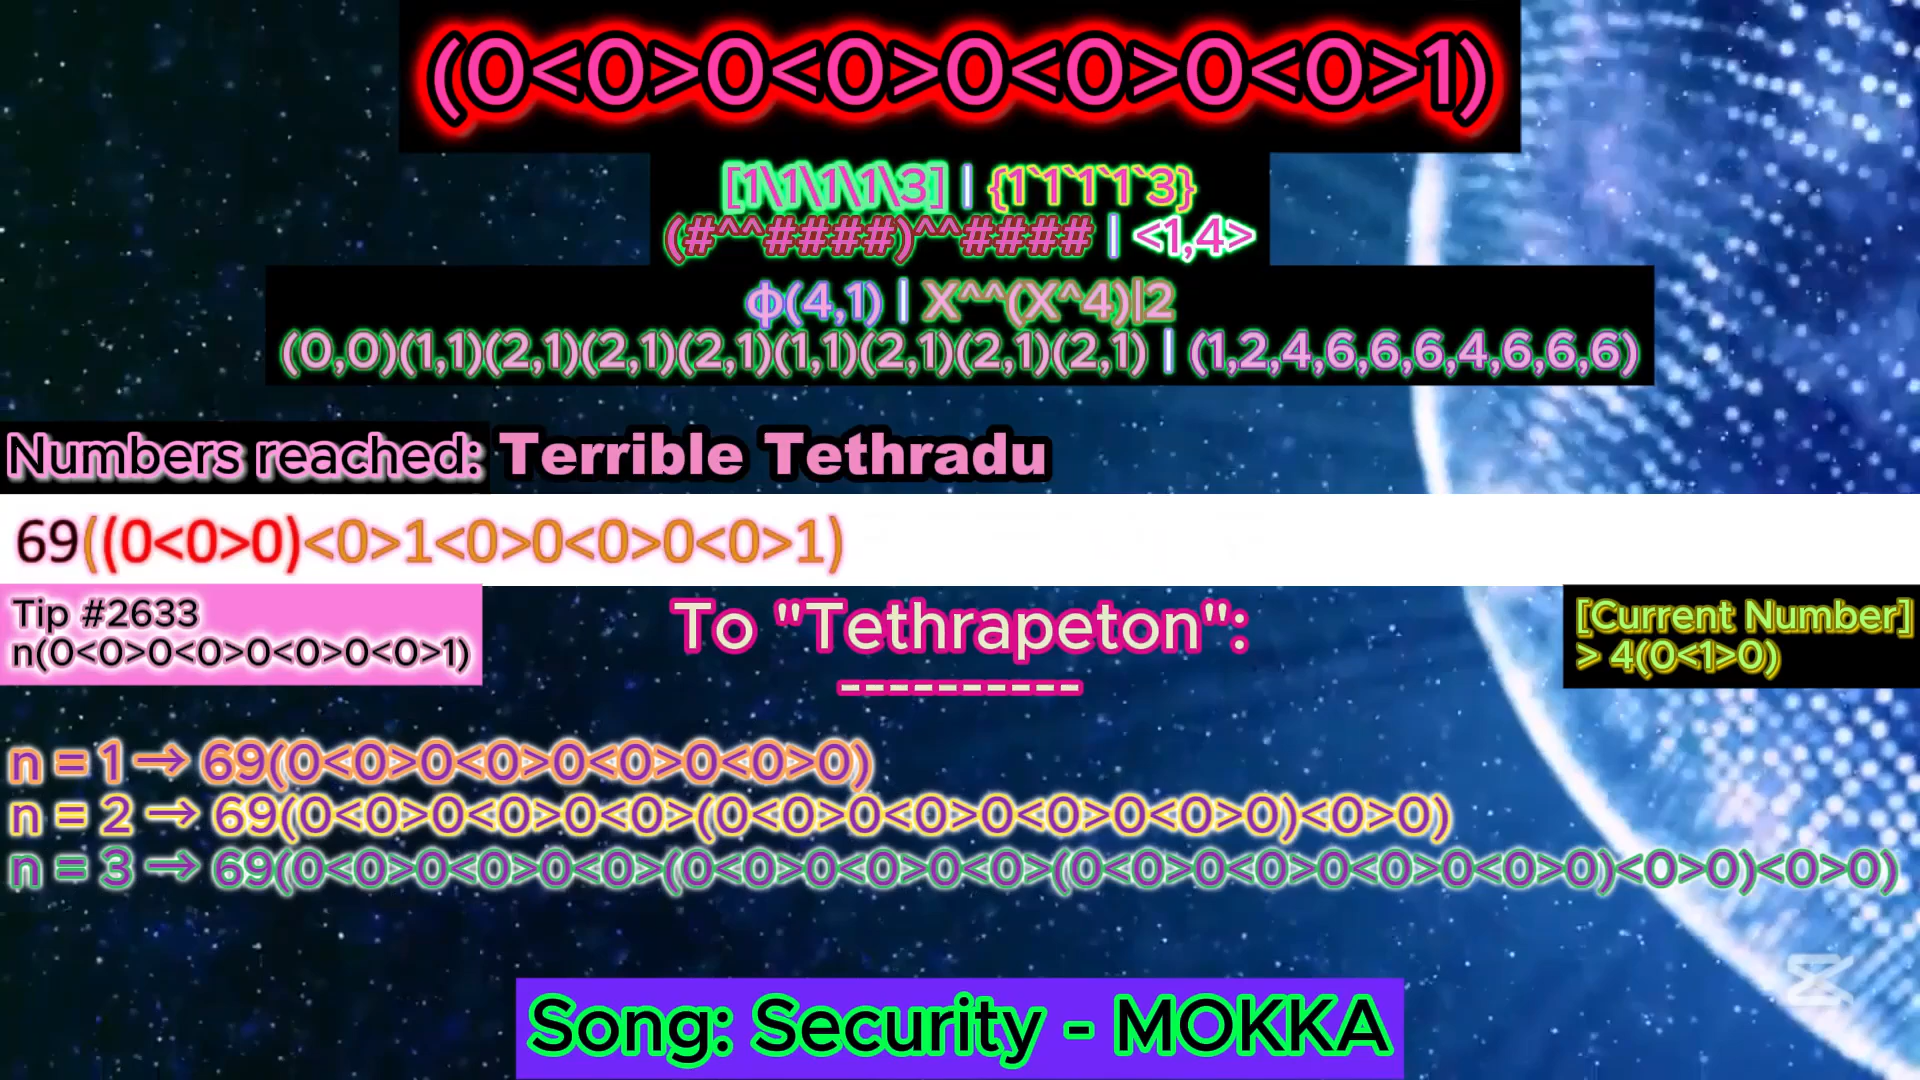 (0<0>0<0>0<0>0<0>1)
[1\1\1\1\3] | {1`1`1`1`3}
(#^^####)^^#### | <1,4>
φ(4,1) | X^^(X^4)|2
(0,0)(1,1)(2,1)(2,1)(2,1)(1,1)(2,1)(2,1)(2,1) | (1,2,4,6,6,6,4,6,6,6)
Numbers reached: Terrible Tethradu
69((0<0>0)<0>1<0>0<0>0<0>1)
Tip #2633
n(0<0>0<0>0<0>0<0>1)
To "Tethrapeton":
----------
[Current Number]
> 4(0<1>0)
n = 1 → 69(0<0>0<0>0<0>0<0>0)
n = 2 → 69(0<0>0<0>0<0>(0<0>0<0>0<0>0<0>0)<0>0)
n = 3 → 69(0<0>0<0>0<0>(0<0>0<0>0<0>(0<0>0<0>0<0>0<0>0)<0>0)<0>0)
Song: Security - MOKKA